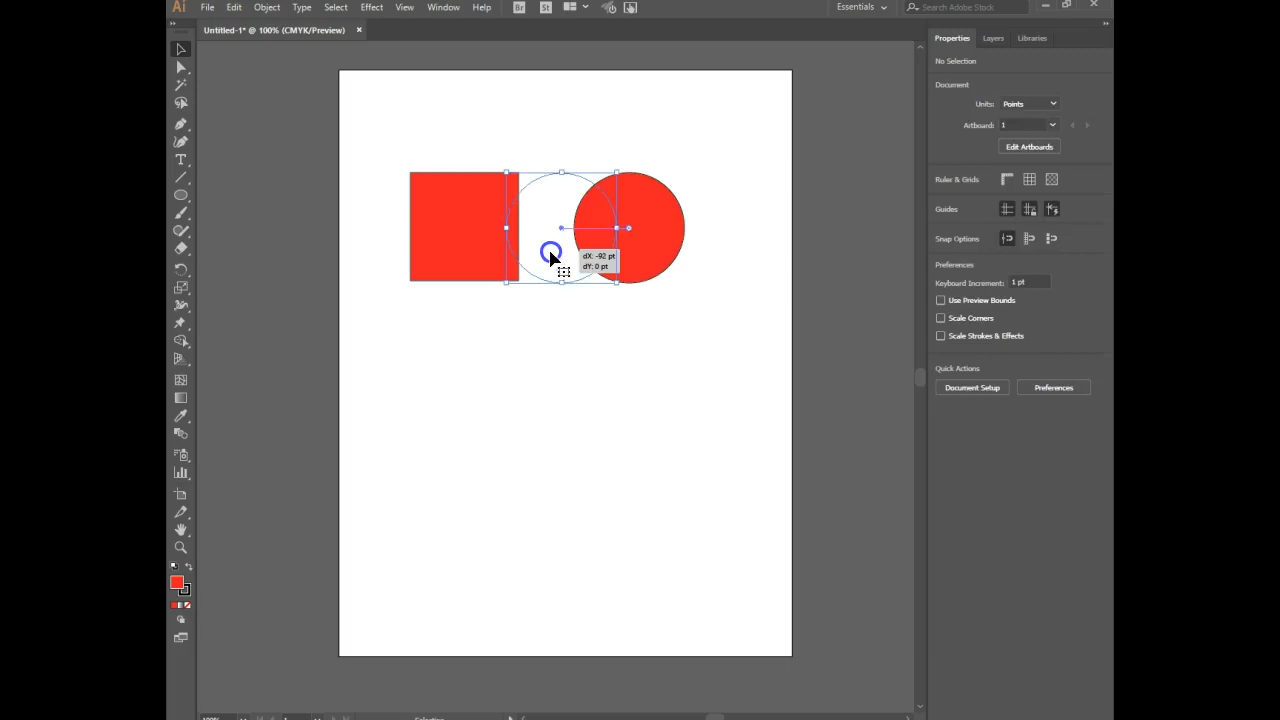 Ai File Edit Object Type Select Effect View Window Help Br St Essentials Search Adobe Stock
Untitled-1* @ 100% (CMYK/Preview) ×
Properties Layers Libraries
No Selection
Document
Units: Points
Artboard: 1
Edit Artboards
Ruler & Grids
Guides
Snap Options
Preferences
Keyboard Increment: 1 pt
Use Preview Bounds
Scale Corners
Scale Strokes & Effects
Quick Actions
Document Setup Preferences
dX: -92 pt
dY: 0 pt
T
100% 1 Selection